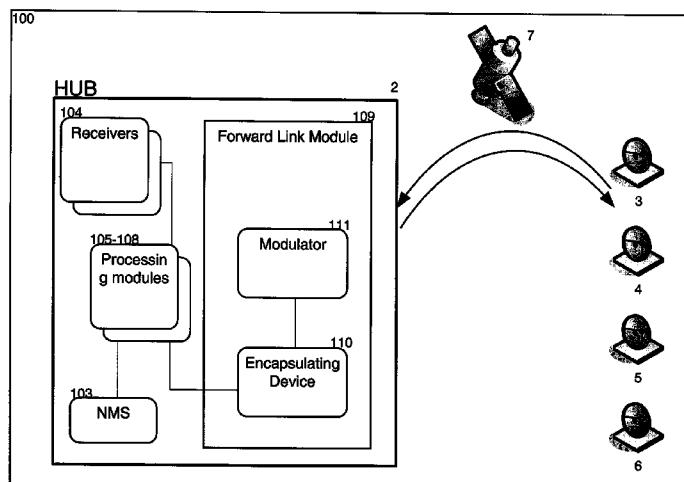 100
7
HUB
2
104
Receivers
109
Forward Link Module
3
111
Modulator
105-108
Processin
g modules
4
110
Encapsulating
Device
5
103
NMS
6